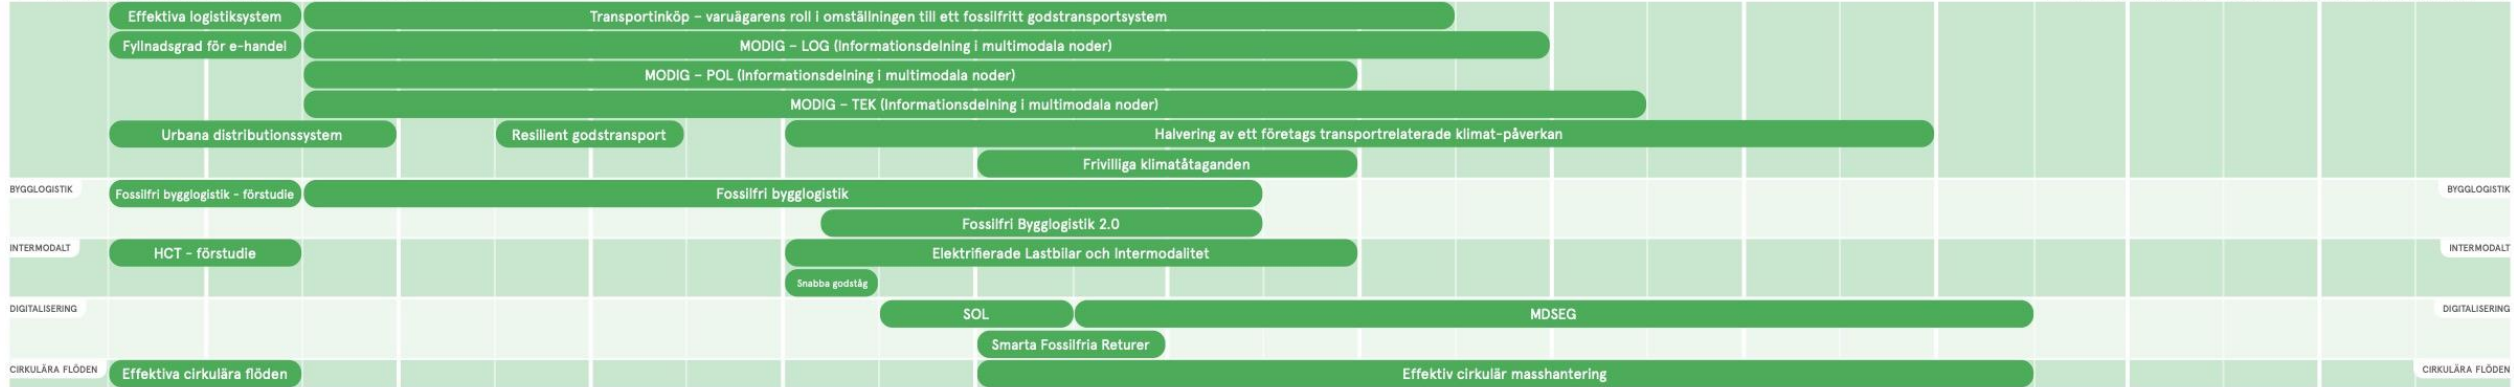 Effektiva logistiksystem
Transportinköp – varuägarens roll i omställningen till ett fossilfritt godstransportsystem
Fyllnadsgrad för e-handel
MODIG – LOG (Informationsdelning i multimodala noder)
MODIG – POL (Informationsdelning i multimodala noder)
MODIG – TEK (Informationsdelning i multimodala noder)
Urbana distributionssystem
Resilient godstransport
Halvering av ett företags transportrelaterade klimat-påverkan
Frivilliga klimatåtaganden
BYGGLOGISTIK
Fossilfri bygglogistik - förstudie
Fossilfri bygglogistik
BYGGLOGISTIK
Fossilfri Bygglogistik 2.0
INTERMODALT
HCT - förstudie
Elektrifierade Lastbilar och Intermodalitet
INTERMODALT
Snabba godståg
DIGITALISERING
SOL
MDSEG
DIGITALISERING
Smarta Fossilfria Returer
CIRKULÄRA FLÖDEN
Effektiva cirkulära flöden
Effektiv cirkulär masshantering
CIRKULÄRA FLÖDEN